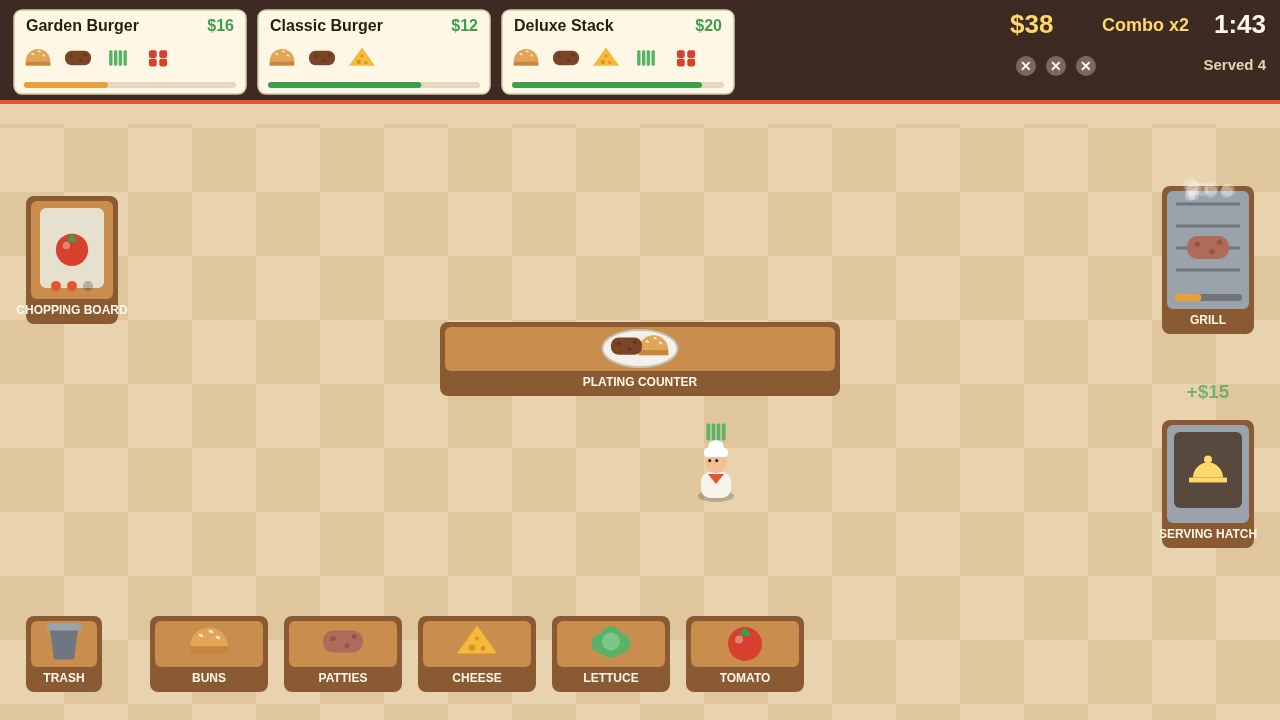 Garden Burger $16
Classic Burger $12
Deluxe Stack $20
$38
Combo x2
1:43
Served 4
CHOPPING BOARD
GRILL
PLATING COUNTER
+$15
SERVING HATCH
TRASH
BUNS
PATTIES
CHEESE
LETTUCE
TOMATO